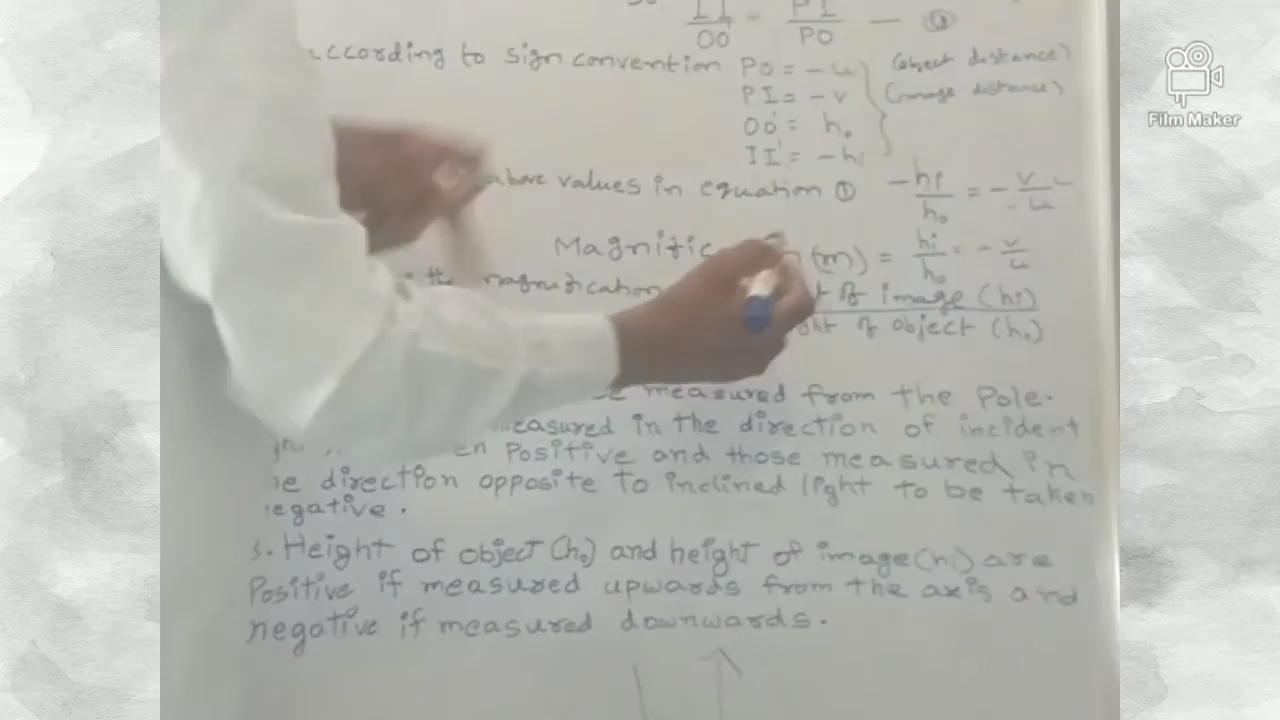 II'/OO' = PI/PO — ①
according to sign convention PO = -u (object distance)
PI = -v (image distance)
OO' = h₀
II' = -hi
above values in equation ① -hi/h₀ = -v/-u
Magnific (m) = hi/h₀ = -v/u
the magnification of image (hi)
of object (h₀)
measured from the Pole.
measured in the direction of incident
Positive and those measured in
direction opposite to inclined light to be taken
negative.
3. Height of object (h₀) and height of image (hi) are
Positive if measured upwards from the axis and
negative if measured downwards.
Film Maker